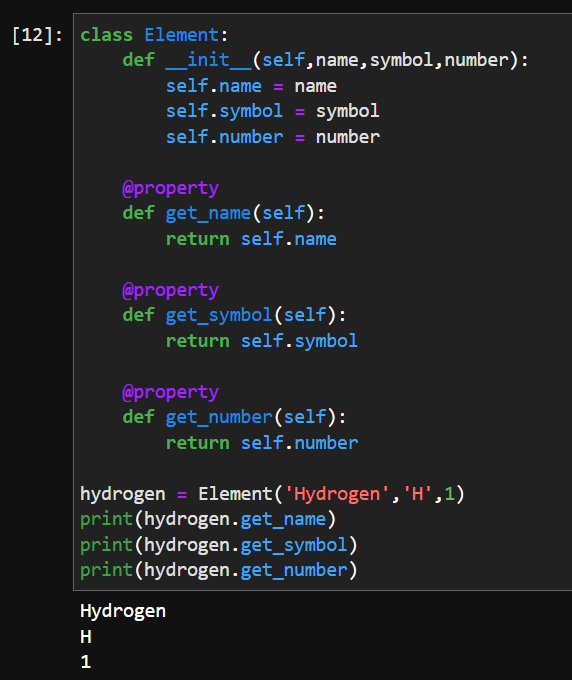 [12]: class Element:
    def __init__(self,name,symbol,number):
        self.name = name
        self.symbol = symbol
        self.number = number

    @property
    def get_name(self):
        return self.name

    @property
    def get_symbol(self):
        return self.symbol

    @property
    def get_number(self):
        return self.number

hydrogen = Element('Hydrogen','H',1)
print(hydrogen.get_name)
print(hydrogen.get_symbol)
print(hydrogen.get_number)
Hydrogen
H
1